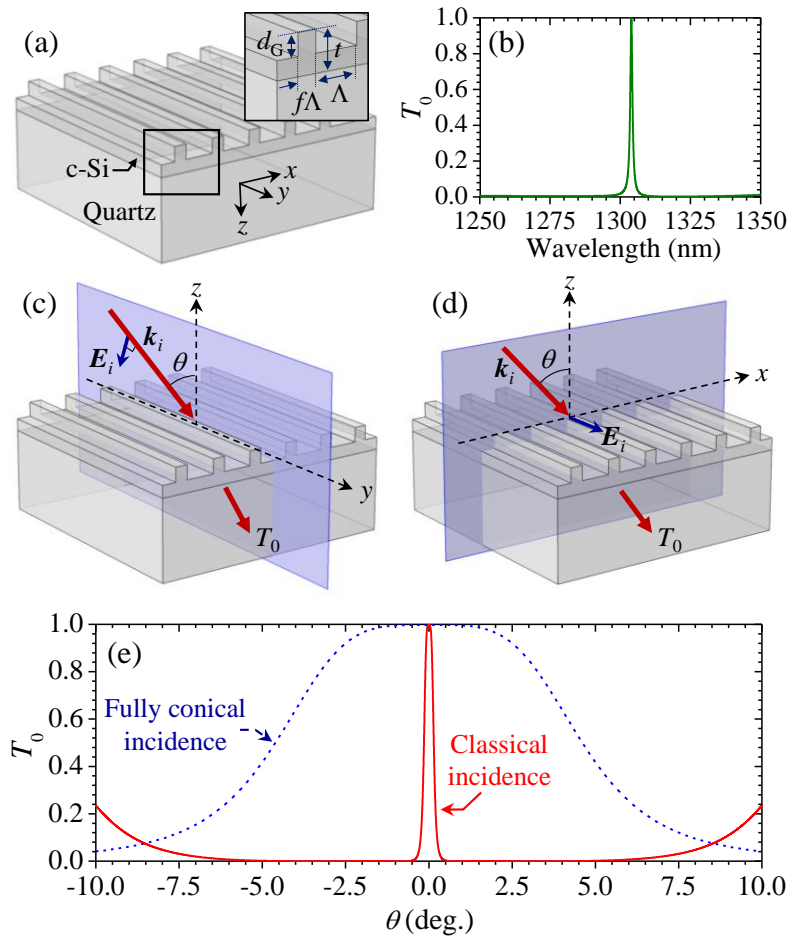 (a)
d_G
t
fΛ
Λ
c-Si
Quartz
x
y
z
(b)
T_0
1.0
0.8
0.6
0.4
0.2
0.0
1250 1275 1300 1325 1350
Wavelength (nm)
(c)
z
k_i
θ
E_i
y
T_0
(d)
z
θ
k_i
x
E_i
T_0
(e)
T_0
1.0
0.8
0.6
0.4
0.2
0.0
Fully conical
incidence
Classical
incidence
-10.0 -7.5 -5.0 -2.5 0.0 2.5 5.0 7.5 10.0
θ (deg.)